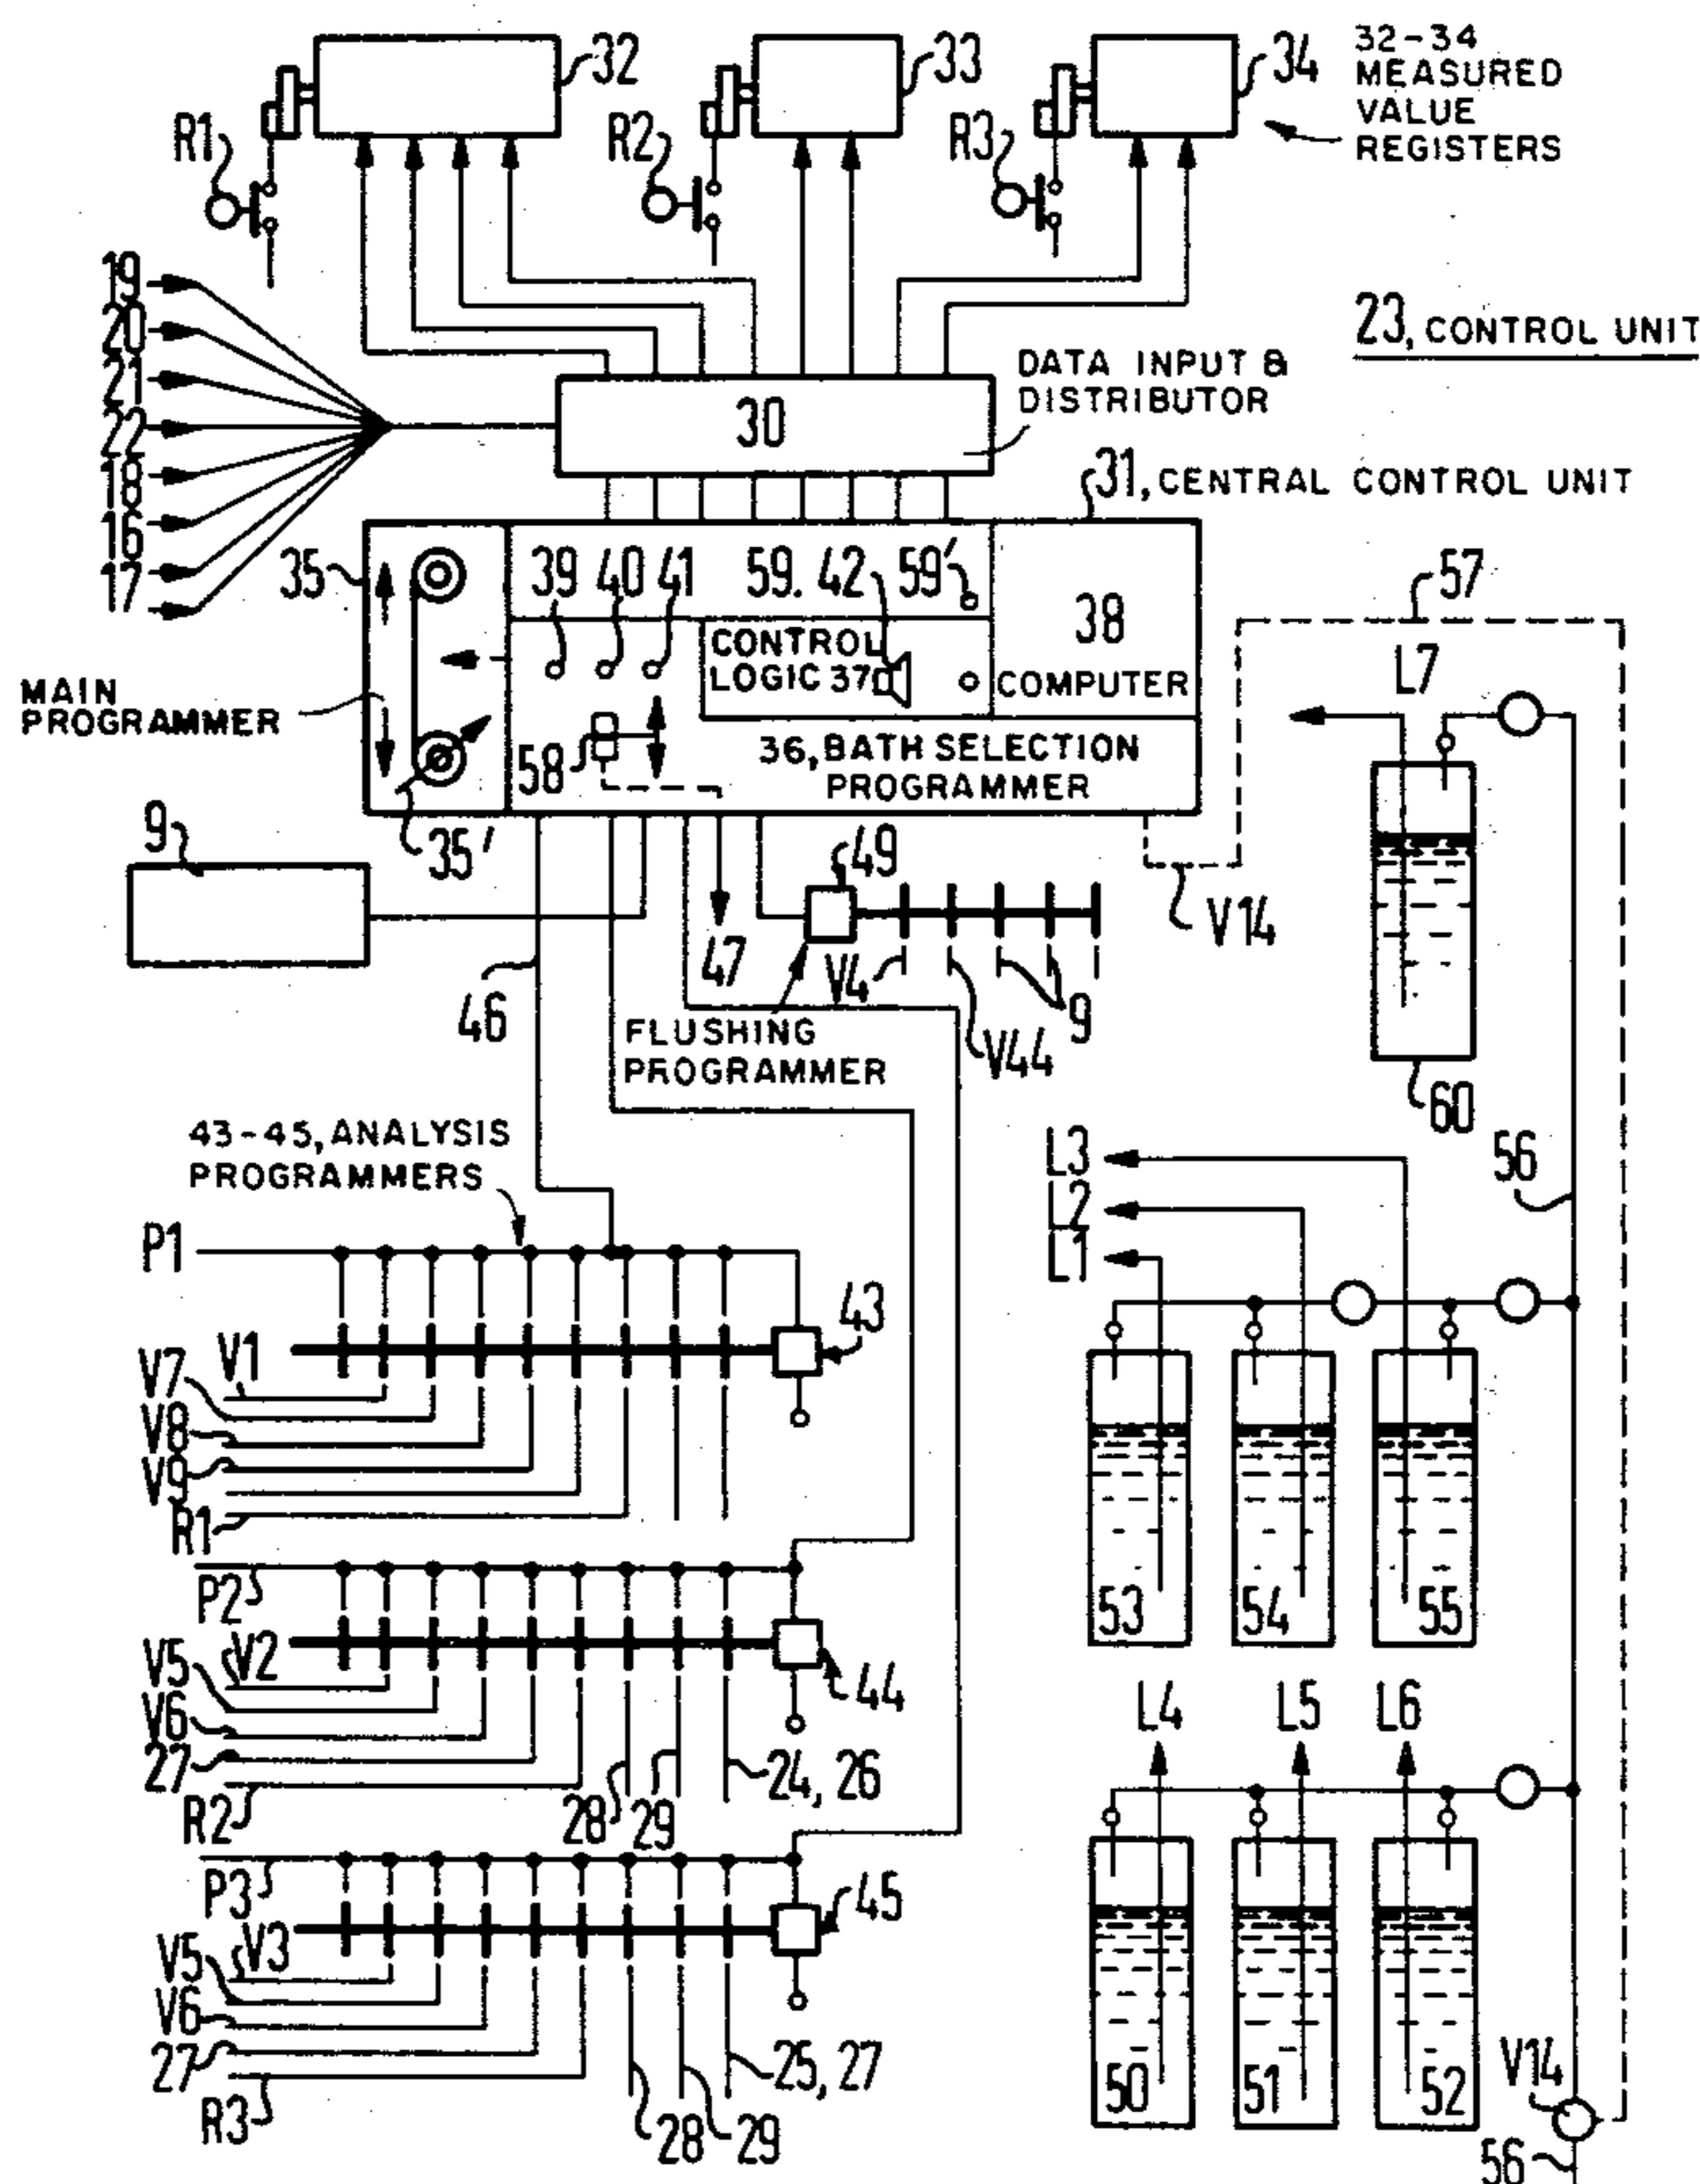 32
33
34
32-34
MEASURED
VALUE
REGISTERS
R1
R2
R3
19
20
21
22
18
16
17
23, CONTROL UNIT
DATA INPUT &
DISTRIBUTOR
30
31, CENTRAL CONTROL UNIT
35
39
40
41
59.
42
59'
38
COMPUTER
CONTROL
LOGIC 37
57
L7
MAIN
PROGRAMMER
58
36, BATH SELECTION
PROGRAMMER
35'
9
49
47
V4
V44
9
V14
46
FLUSHING
PROGRAMMER
60
43-45, ANALYSIS
PROGRAMMERS
L3
L2
L1
56
P1
43
V1
V7
V8
V9
R1
53
54
55
P2
V2
V5
V6
27
R2
44
28
29
24, 26
L4
L5
L6
P3
45
V3
V5
V6
27
R3
28
29
25, 27
50
51
52
V14
56